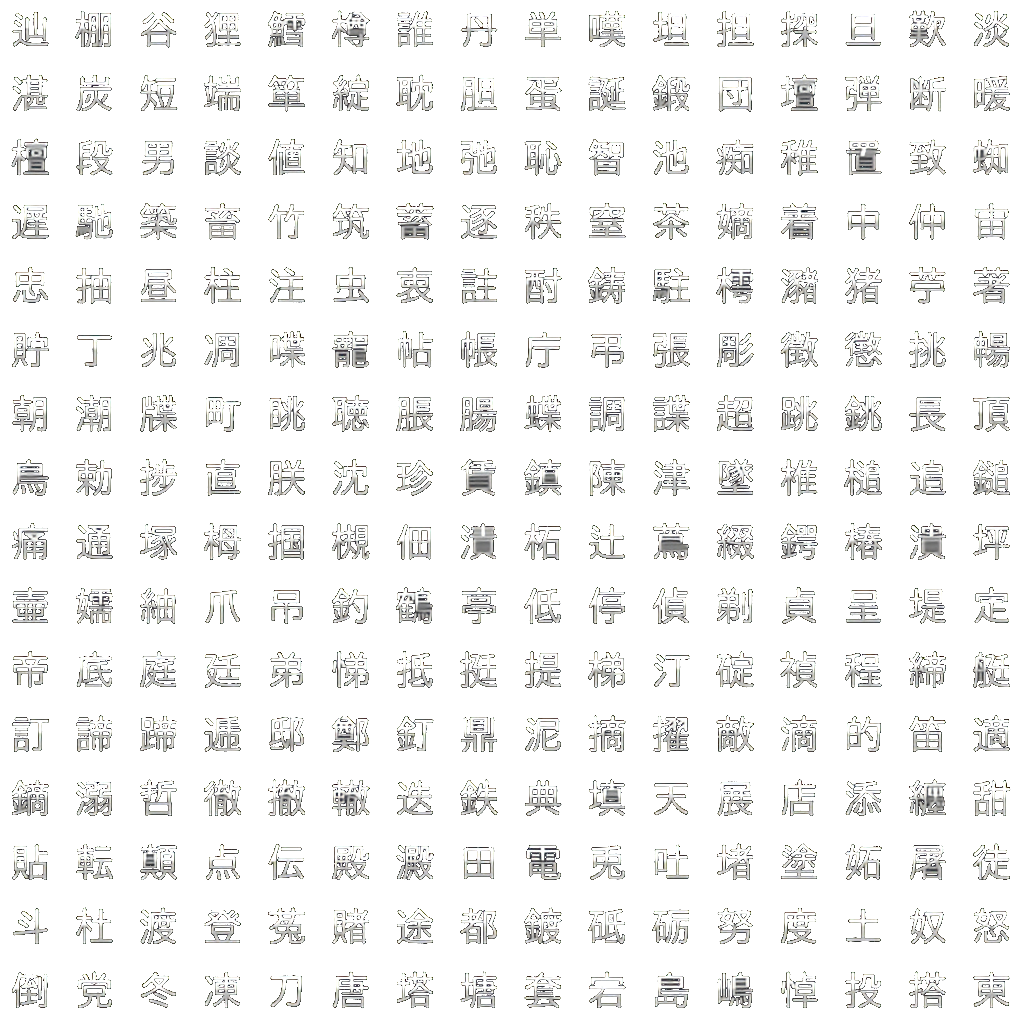 辿棚谷狸鱈樽誰丹単嘆坦担探旦歎淡
湛炭短端箪綻耽胆蛋誕鍛団壇弾断暖
檀段男談値知地弛恥智池痴稚置致蜘
遅馳築畜竹筑蓄逐秩窒茶嫡着中仲宙
忠抽昼柱注虫衷註酎鋳駐樗瀦猪苧著
貯丁兆凋喋寵帖帳庁弔張彫徴懲挑暢
朝潮牒町眺聴脹腸蝶調諜超跳銚長頂
鳥勅捗直朕沈珍賃鎮陳津墜椎槌追鎚
痛通塚栂掴槻佃漬柘辻蔦綴鍔椿潰坪
壷嬬紬爪吊釣鶴亭低停偵剃貞呈堤定
帝底庭廷弟悌抵挺提梯汀碇禎程締艇
訂諦蹄逓邸鄭釘鼎泥摘擢敵滴的笛適
鏑溺哲徹撤轍迭鉄典填天展店添纏甜
貼転顛点伝殿澱田電兎吐堵塗妬屠徒
斗杜渡登菟賭途都鍍砥砺努度土奴怒
倒党冬凍刀唐塔塘套宕島嶋悼投搭東